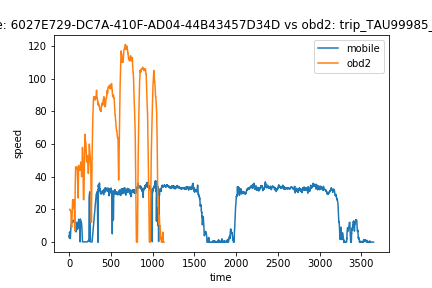 e: 6027E729-DC7A-410F-AD04-44B43457D34D vs obd2: trip_TAU99985_
mobile
obd2
speed
120
100
80
60
40
20
0
0 500 1000 1500 2000 2500 3000 3500
time